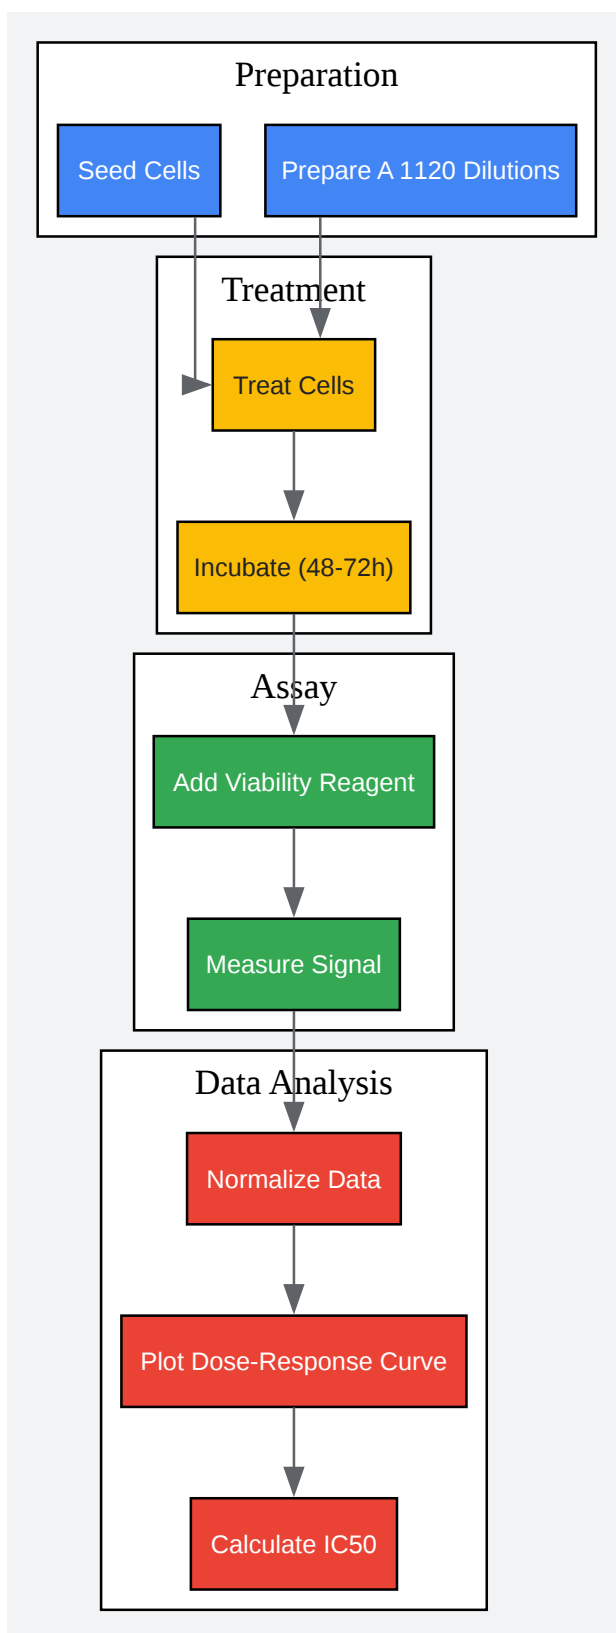 Preparation
Seed Cells
Prepare A 1120 Dilutions
Treatment
Treat Cells
Incubate (48-72h)
Assay
Add Viability Reagent
Measure Signal
Data Analysis
Normalize Data
Plot Dose-Response Curve
Calculate IC50